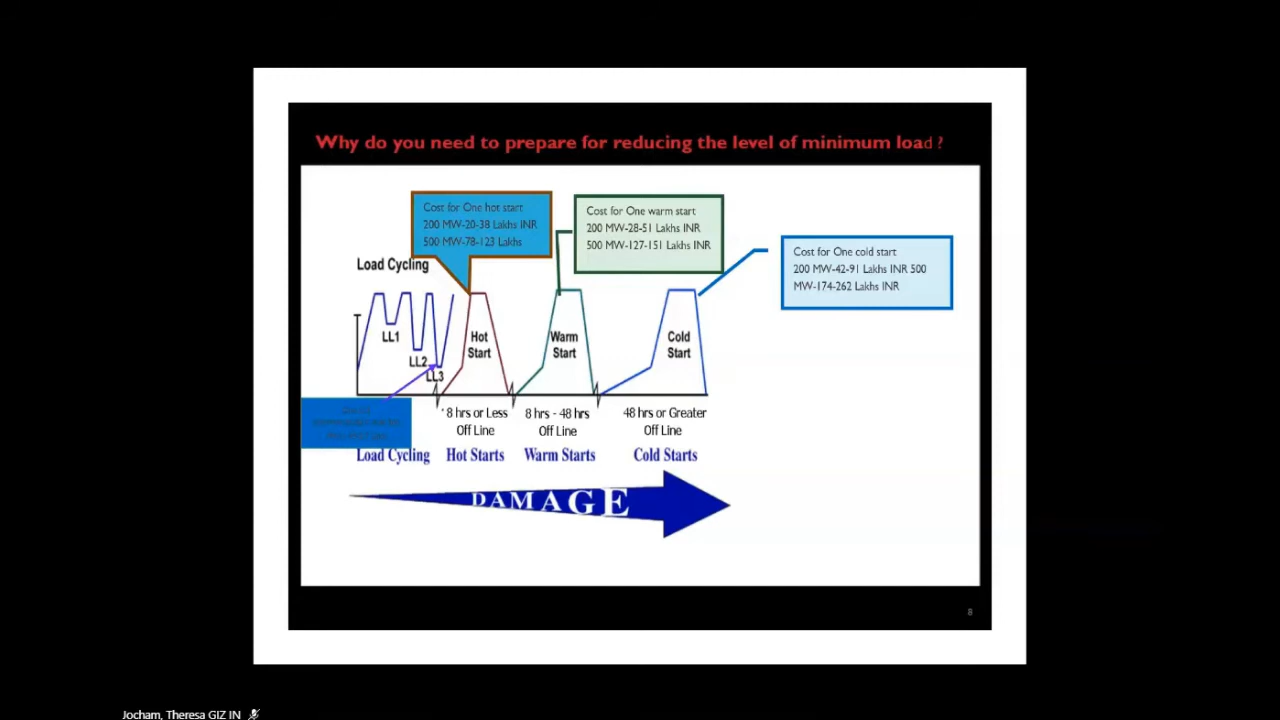 Why do you need to prepare for reducing the level of minimum load ?
Cost for One hot start
200 MW-20-38 Lakhs INR
500 MW-78-123 Lakhs
Cost for One warm start
200 MW-28-51 Lakhs INR
500 MW-127-151 Lakhs INR
Cost for One cold start
200 MW-42-91 Lakhs INR 500
MW-174-262 Lakhs INR
Load Cycling
LL1
LL2
LL3
Hot
Start
Warm
Start
Cold
Start
8 hrs or Less
Off Line
8 hrs - 48 hrs
Off Line
48 hrs or Greater
Off Line
Load Cycling
Hot Starts
Warm Starts
Cold Starts
DAMAGE
8
Jocham, Theresa GIZ IN